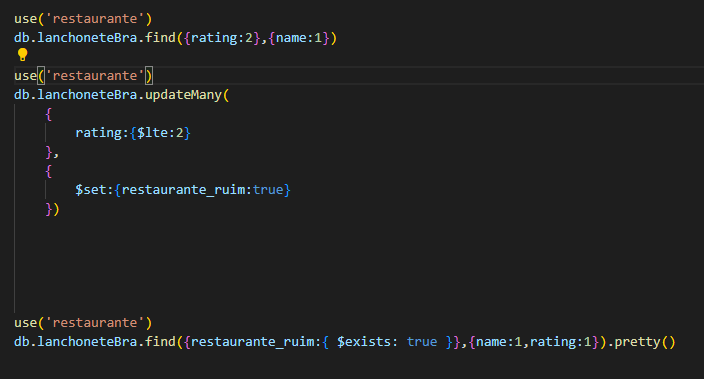 use('restaurante')
db.lanchoneteBra.find({rating:2},{name:1})
use('restaurante')
db.lanchoneteBra.updateMany(
{
rating:{$lte:2}
},
{
$set:{restaurante_ruim:true}
})
use('restaurante')
db.lanchoneteBra.find({restaurante_ruim:{ $exists: true }},{name:1,rating:1}).pretty()